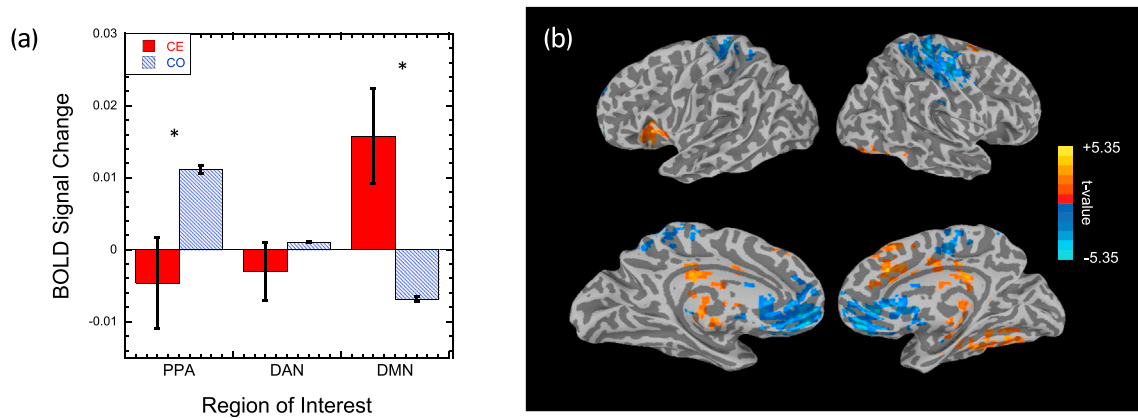 (a)
BOLD Signal Change
0.03
0.02
0.01
0
-0.01
CE
CO
*
*
PPA DAN DMN
Region of Interest
(b)
+5.35
t-value
-5.35